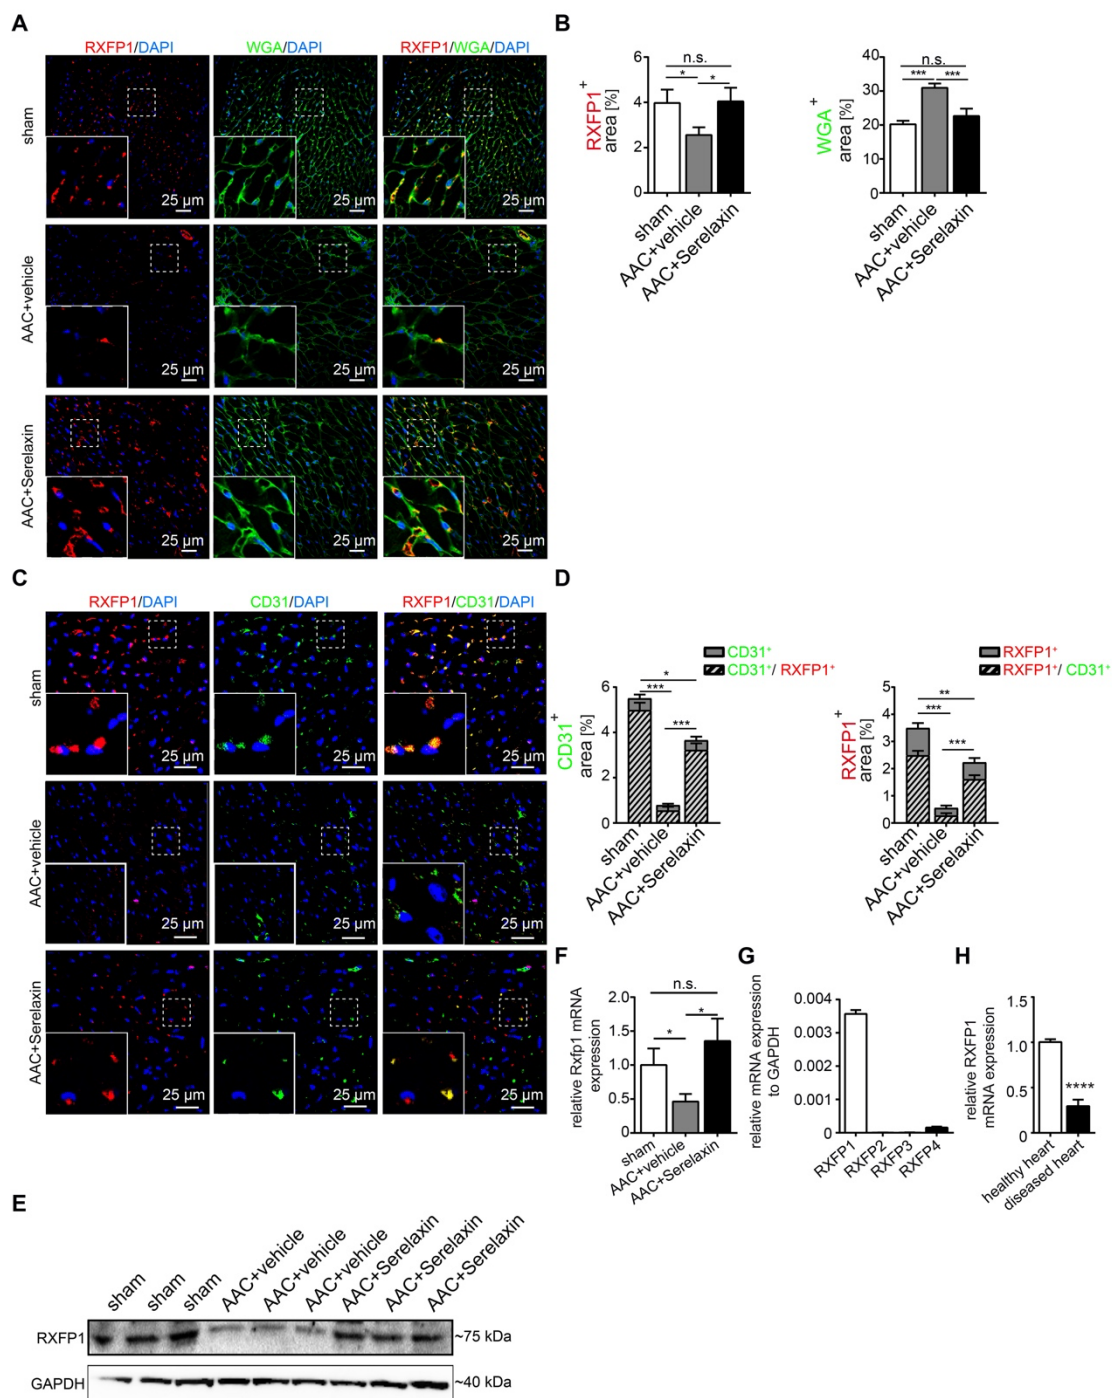 A
RXFP1/DAPI
WGA/DAPI
RXFP1/WGA/DAPI
sham
25 µm
25 µm
25 µm
AAC+vehicle
25 µm
25 µm
25 µm
AAC+Serelaxin
25 µm
25 µm
25 µm
B
RXFP1+
area [%]
6
4
2
0
n.s.
*
*
sham
AAC+vehicle
AAC+Serelaxin
WGA+
area [%]
40
30
20
10
0
n.s.
***
***
sham
AAC+vehicle
AAC+Serelaxin
C
RXFP1/DAPI
CD31/DAPI
RXFP1/CD31/DAPI
sham
25 µm
25 µm
25 µm
AAC+vehicle
25 µm
25 µm
25 µm
AAC+Serelaxin
25 µm
25 µm
25 µm
D
CD31+
CD31+/ RXFP1+
CD31+
area [%]
6
4
2
0
*
***
***
sham
AAC+vehicle
AAC+Serelaxin
RXFP1+
RXFP1+/ CD31+
RXFP1+
area [%]
5
4
3
2
1
0
**
***
***
sham
AAC+vehicle
AAC+Serelaxin
F
relative Rxfp1 mRNA
expression
2.0
1.5
1.0
0.5
0.0
n.s.
*
*
sham
AAC+vehicle
AAC+Serelaxin
G
relative mRNA expression
to GAPDH
0.004
0.003
0.002
0.001
0
RXFP1
RXFP2
RXFP3
RXFP4
H
relative RXFP1
mRNA expression
1.5
1.0
0.5
0
****
healthy heart
diseased heart
E
sham
sham
sham
AAC+vehicle
AAC+vehicle
AAC+vehicle
AAC+Serelaxin
AAC+Serelaxin
AAC+Serelaxin
RXFP1
~75 kDa
GAPDH
~40 kDa